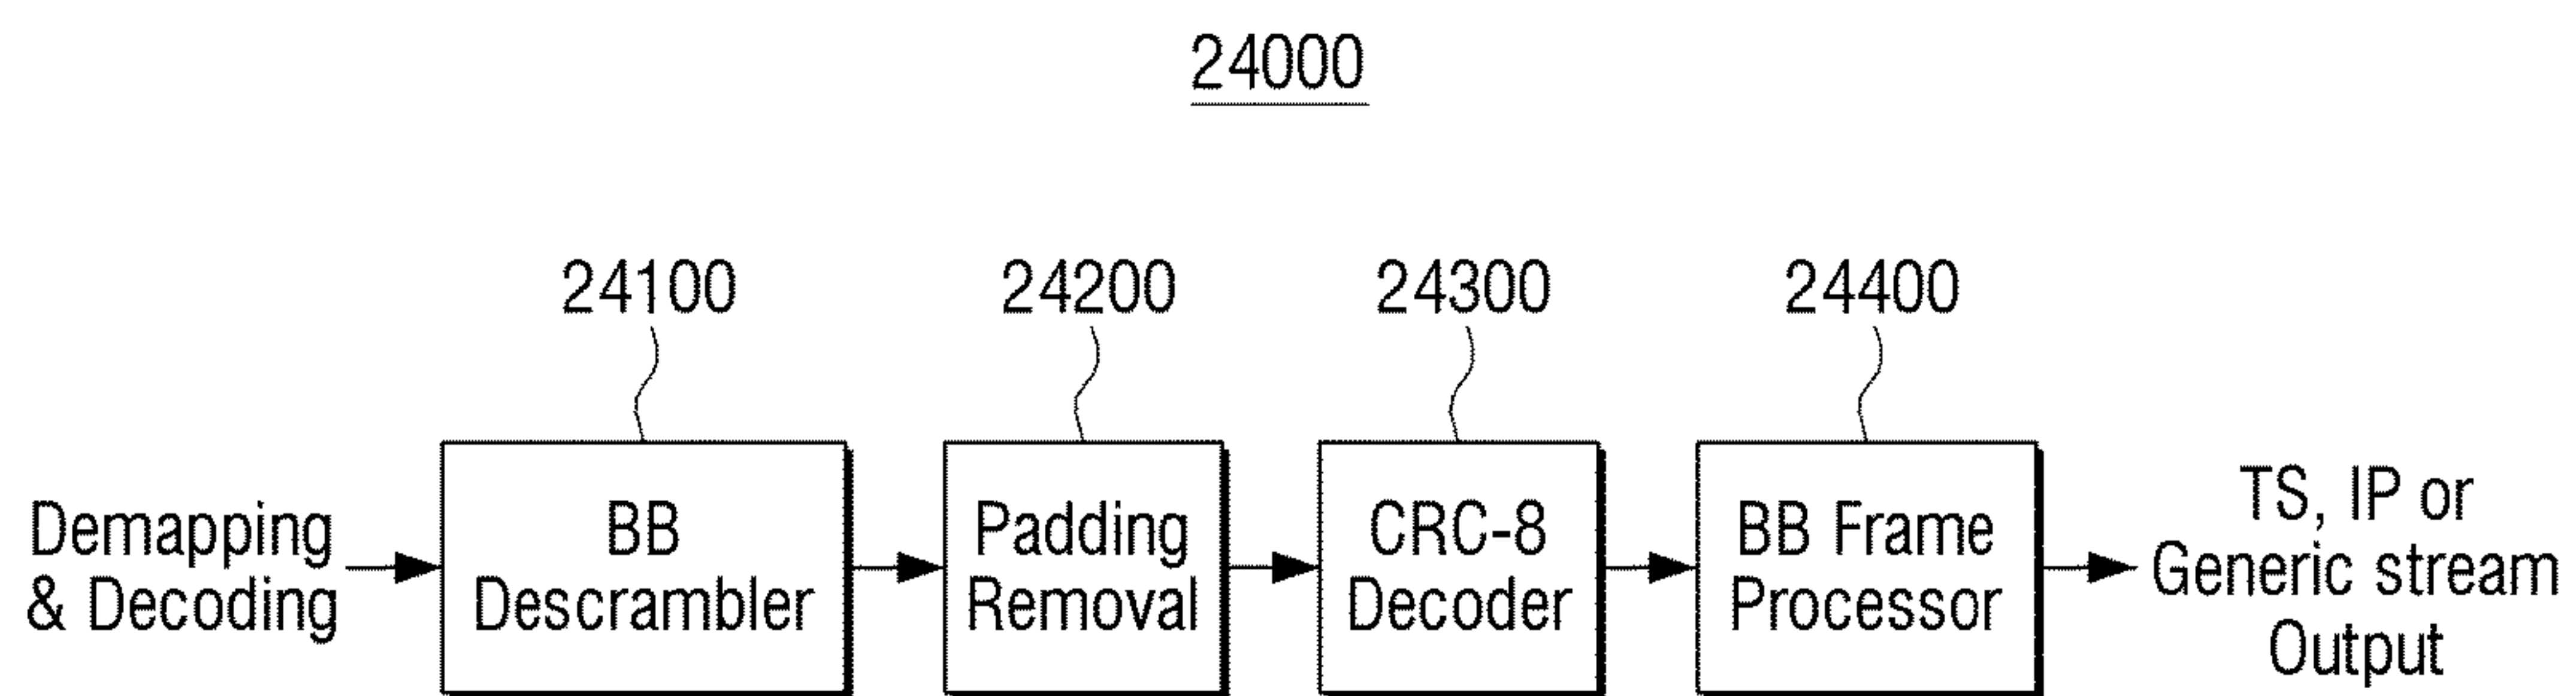 24000
24100
24200
24300
24400
Demapping
& Decoding
BB
Descrambler
Padding
Removal
CRC-8
Decoder
BB Frame
Processor
TS, IP or
Generic stream
Output